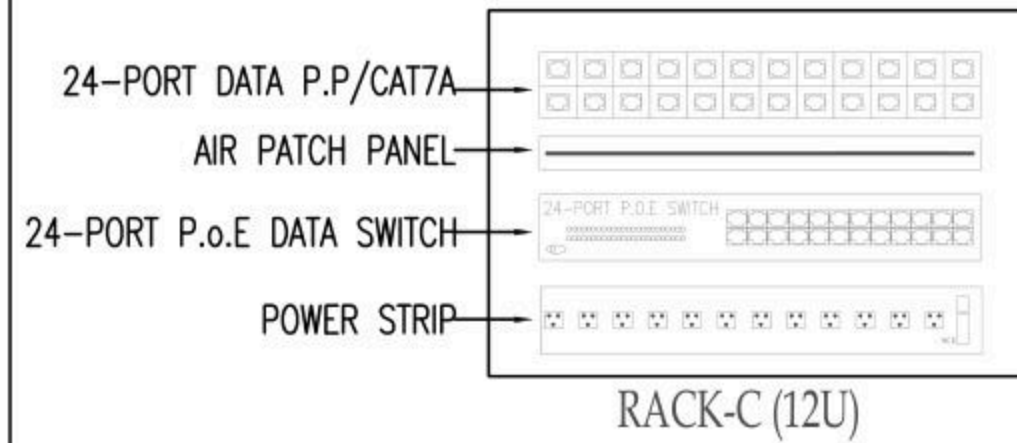 24-PORT DATA P.P/CAT7A
AIR PATCH PANEL
24-PORT P.o.E DATA SWITCH
24-PORT P.O.E SWITCH
POWER STRIP
RACK-C (12U)